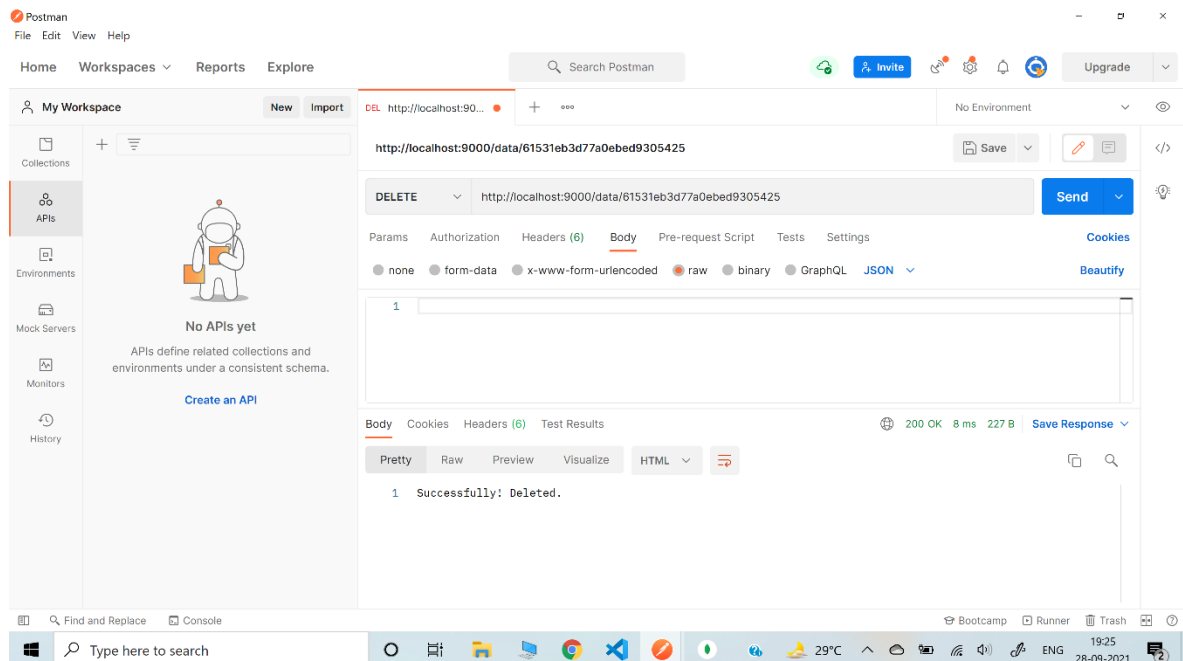 Postman
File Edit View Help
Home Workspaces Reports Explore Search Postman Invite Upgrade
My Workspace New Import DEL http://localhost:90... No Environment
Collections
APIs
Environments
Mock Servers
Monitors
History
No APIs yet
APIs define related collections and
environments under a consistent schema.
Create an API
http://localhost:9000/data/61531eb3d77a0ebed9305425 Save
DELETE http://localhost:9000/data/61531eb3d77a0ebed9305425 Send
Params Authorization Headers (6) Body Pre-request Script Tests Settings Cookies
none form-data x-www-form-urlencoded raw binary GraphQL JSON Beautify
1
Body Cookies Headers (6) Test Results 200 OK 8 ms 227 B Save Response
Pretty Raw Preview Visualize HTML
1 Successfully! Deleted.
Find and Replace Console Bootcamp Runner Trash
Type here to search 29°C ENG 19:25
28-09-2021 2